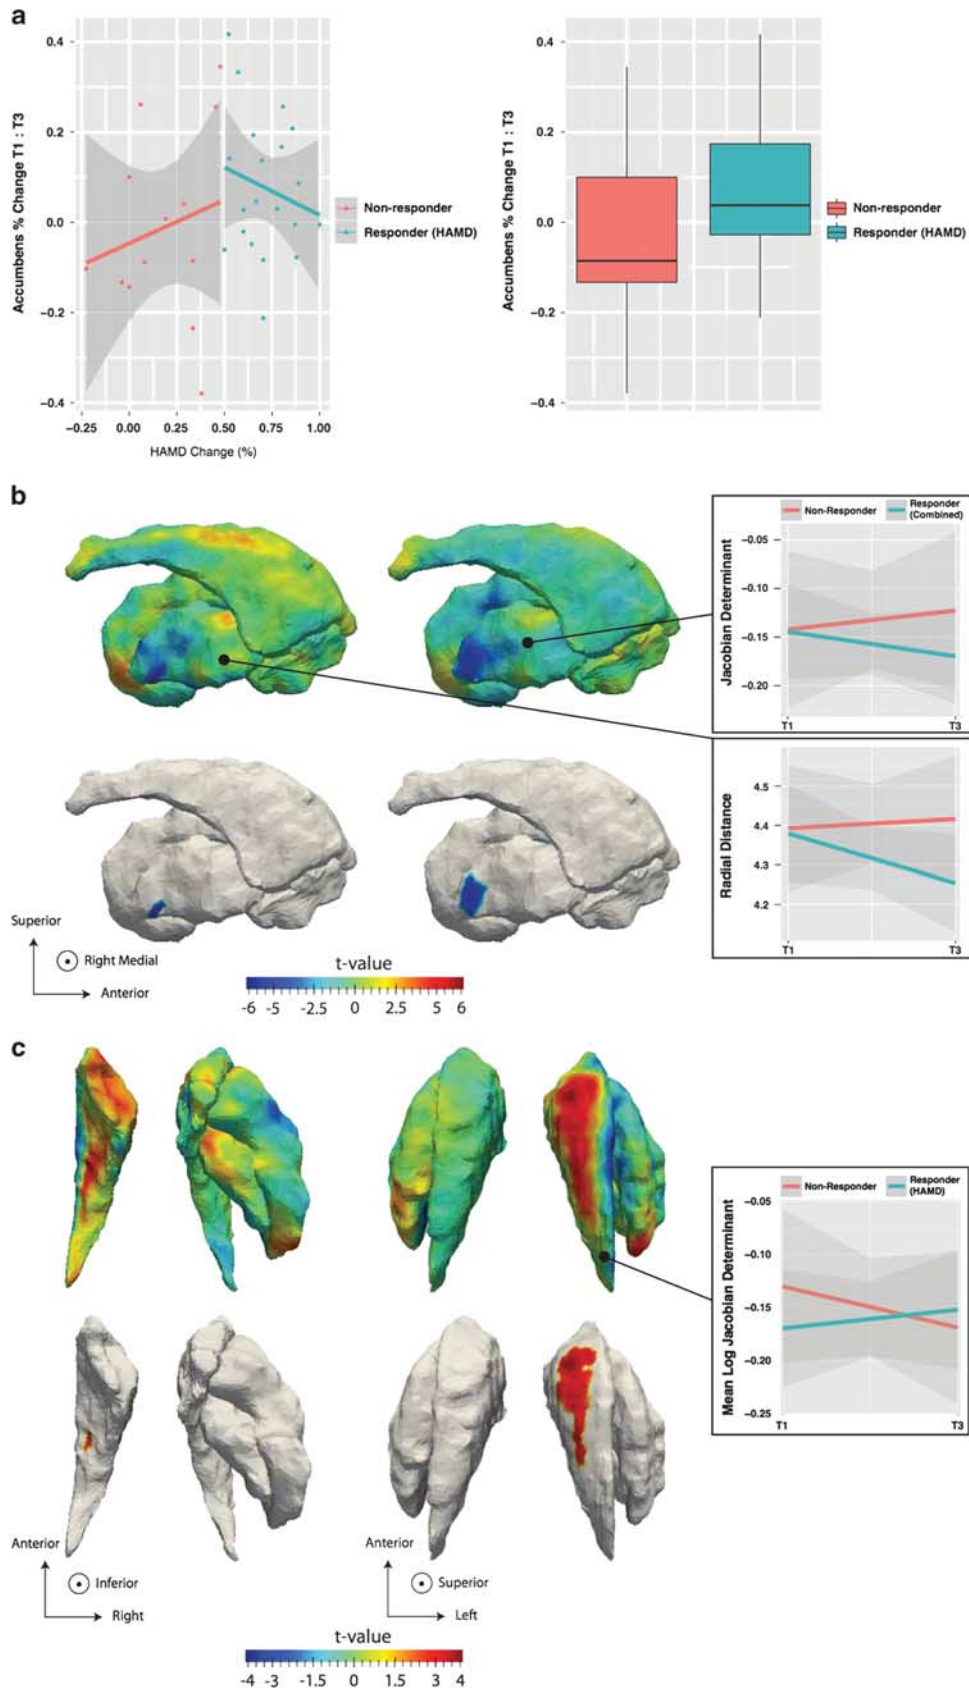 a
Accumbens % Change T1 : T3
0.4
0.2
0.0
−0.2
−0.4
−0.25 0.00 0.25 0.50 0.75 1.00
HAMD Change (%)
Non-responder
Responder (HAMD)
Accumbens % Change T1 : T3
0.4
0.2
0.0
−0.2
−0.4
Non-responder
Responder (HAMD)
b
Non-Responder
Responder
(Combined)
Jacobian Determinant
−0.05
−0.10
−0.15
−0.20
T1 T3
Radial Distance
4.5
4.4
4.3
4.2
T1 T3
Superior
Right Medial
Anterior
t-value
-6 -5 -2.5 0 2.5 5 6
c
Non-Responder
Responder
(HAMD)
Mean Log Jacobian Determinant
−0.05
−0.10
−0.15
−0.20
−0.25
T1 T3
Anterior
Inferior
Right
Anterior
Superior
Left
t-value
-4 -3 -1.5 0 1.5 3 4